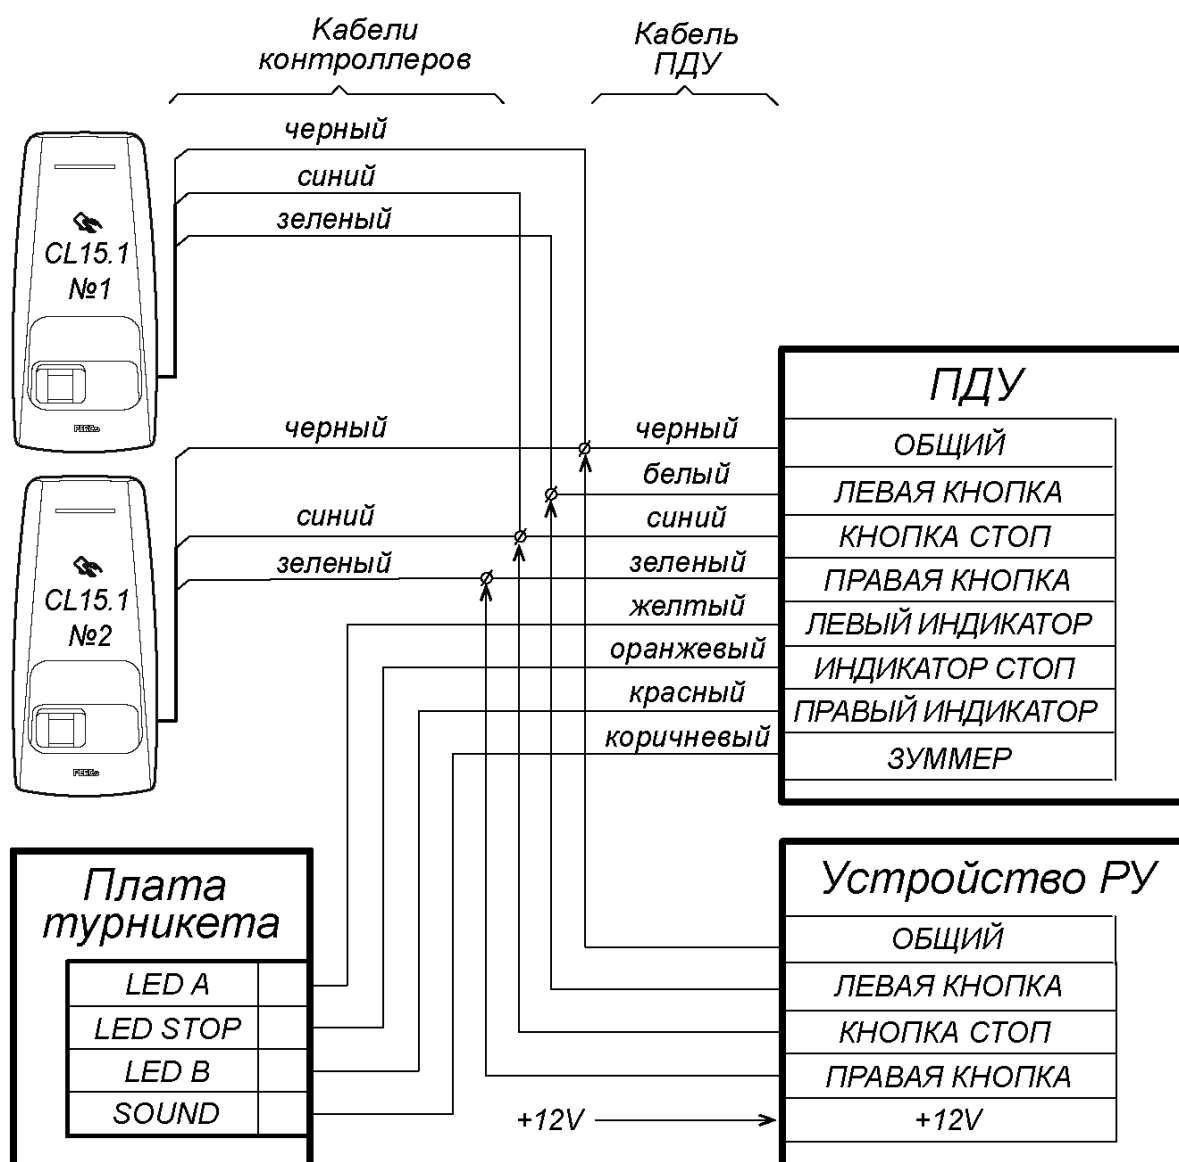 Кабели
контроллеров
Кабель
ПДУ
черный
синий
зеленый
CL15.1
№1
черный
синий
зеленый
CL15.1
№2
черный
белый
синий
зеленый
желтый
оранжевый
красный
коричневый
ПДУ
ОБЩИЙ
ЛЕВАЯ КНОПКА
КНОПКА СТОП
ПРАВАЯ КНОПКА
ЛЕВЫЙ ИНДИКАТОР
ИНДИКАТОР СТОП
ПРАВЫЙ ИНДИКАТОР
ЗУММЕР
Плата
турникета
LED A
LED STOP
LED B
SOUND
Устройство РУ
ОБЩИЙ
ЛЕВАЯ КНОПКА
КНОПКА СТОП
ПРАВАЯ КНОПКА
+12V
+12V